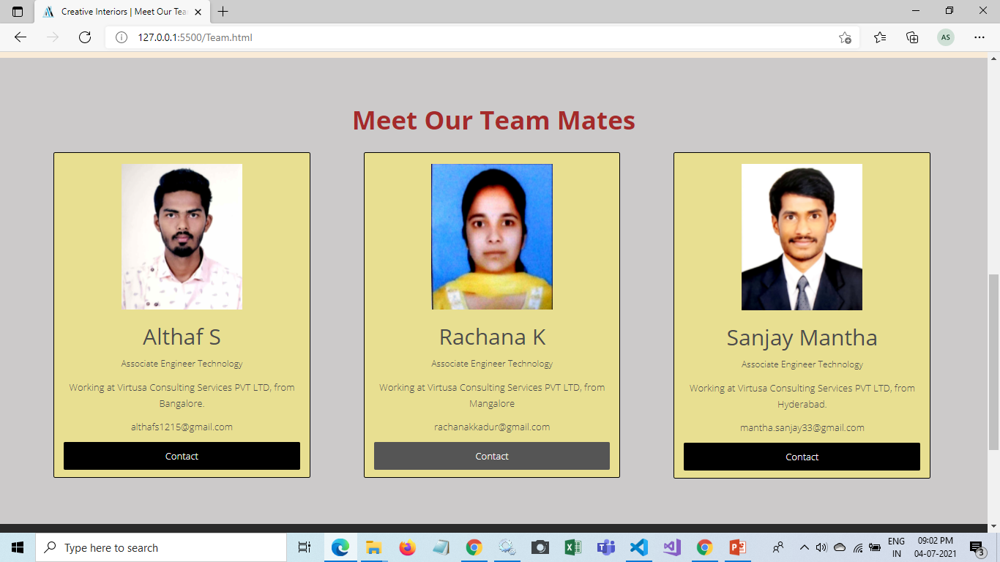 Creative Interiors | Meet Our Tea
127.0.0.1:5500/Team.html
AS
Meet Our Team Mates
Althaf S
Associate Engineer Technology
Working at Virtusa Consulting Services PVT LTD, from
Bangalore.
althafs1215@gmail.com
Contact
Rachana K
Associate Engineer Technology
Working at Virtusa Consulting Services PVT LTD, from
Mangalore
rachanakkadur@gmail.com
Contact
Sanjay Mantha
Associate Engineer Technology
Working at Virtusa Consulting Services PVT LTD, from
Hyderabad.
mantha.sanjay33@gmail.com
Contact
Type here to search
ENG
IN
09:02 PM
04-07-2021
3